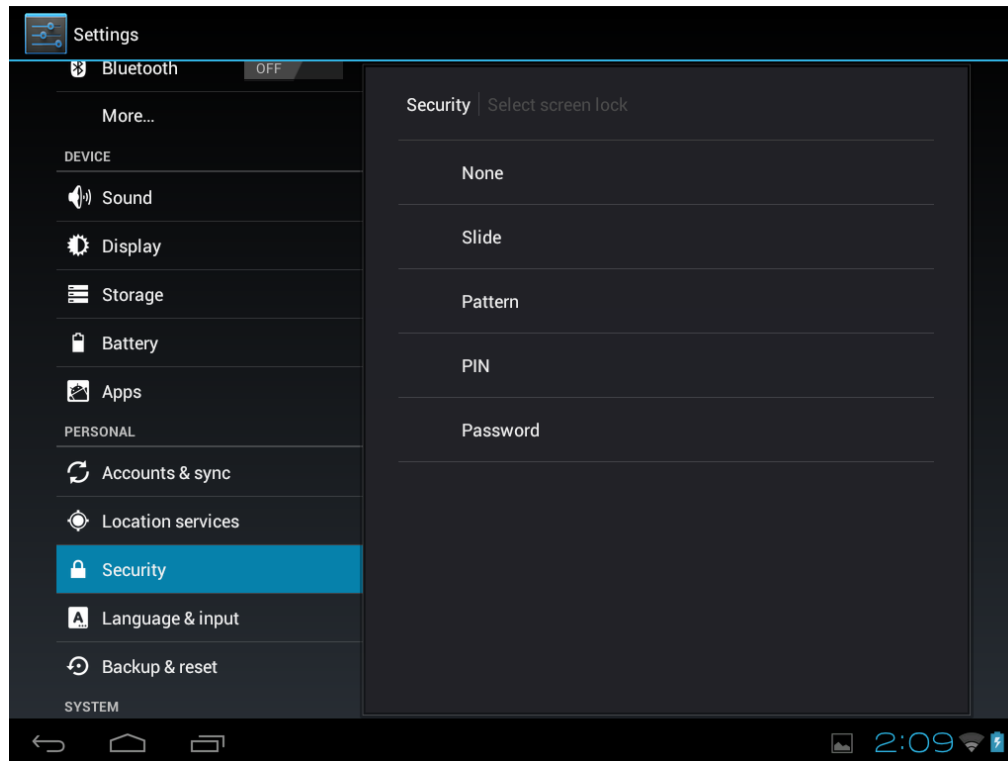 Settings
Bluetooth OFF
More...
DEVICE
Sound
Display
Storage
Battery
Apps
PERSONAL
Accounts & sync
Location services
Security
Language & input
Backup & reset
SYSTEM
Security Select screen lock
None
Slide
Pattern
PIN
Password
2:09